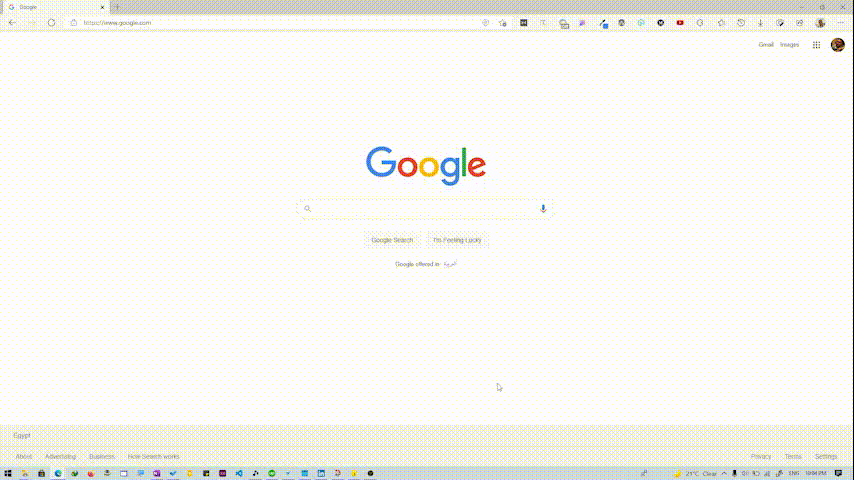 Google
https://www.google.com
Gmail Images
Google
Google Search I'm Feeling Lucky
Google offered in: العربية
Egypt
About Advertising Business How Search works
Privacy Terms Settings
21°C Clear ENG 10:04 PM